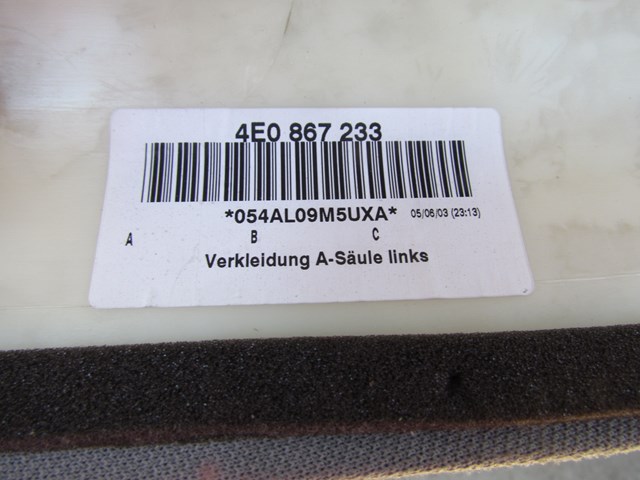 4E0 867 233
*054AL09M5UXA* 05/06/03 (23:13)
A B C
Verkleidung A-Säule links